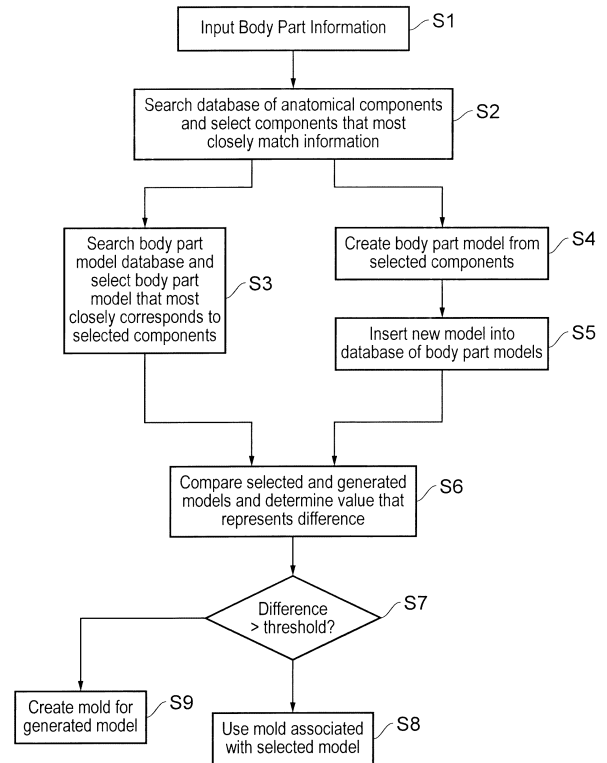 Input Body Part Information
S1
Search database of anatomical components
and select components that most
closely match information
S2
Search body part
model database and
select body part
model that most
closely corresponds to
selected components
S3
Create body part model from
selected components
S4
Insert new model into
database of body part models
S5
Compare selected and generated
models and determine value that
represents difference
S6
Difference
> threshold?
S7
Create mold for
generated model
S9
Use mold associated
with selected model
S8